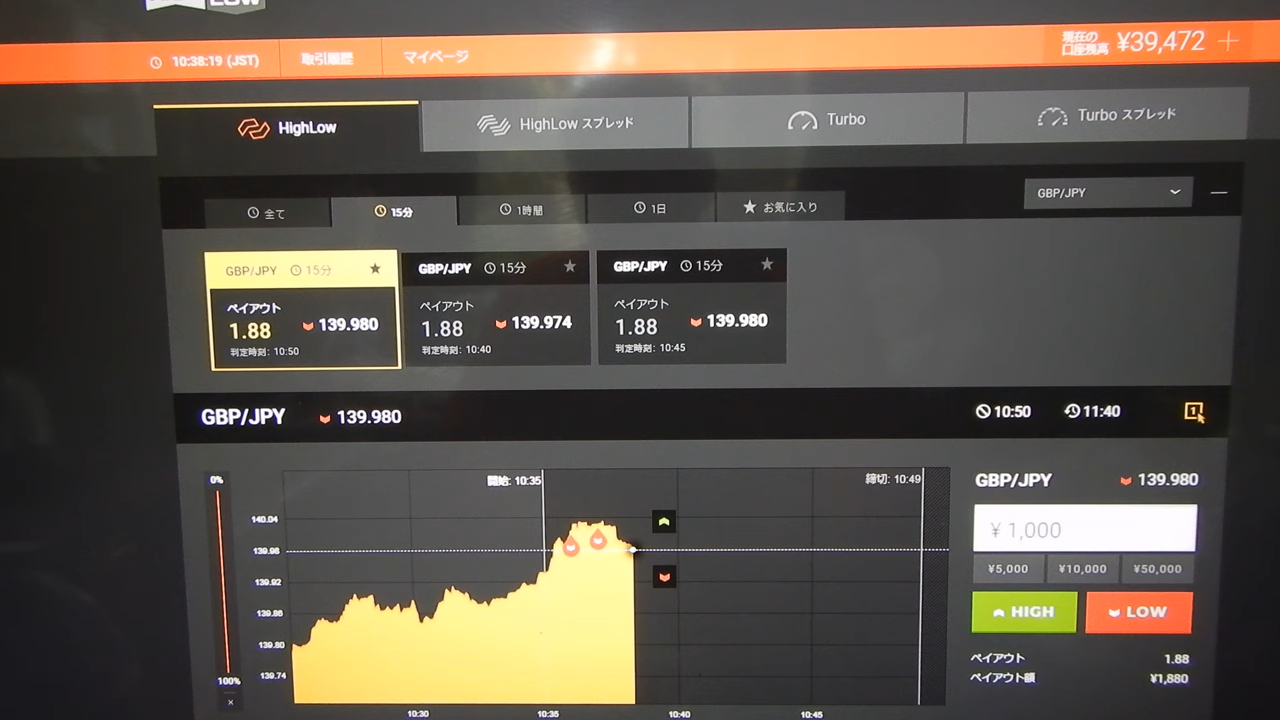 LOW
10:38:19 (JST) 取引履歴 マイページ 現在の口座残高 ¥39,472 +
HighLow HighLow スプレッド Turbo Turbo スプレッド
全て 15分 1時間 1日 お気に入り GBP/JPY
GBP/JPY 15分 GBP/JPY 15分 GBP/JPY 15分
ペイアウト ペイアウト ペイアウト
1.88 139.980 1.88 139.974 1.88 139.980
判定時刻: 10:50 判定時刻: 10:40 判定時刻: 10:45
GBP/JPY 139.980 10:50 11:40 1
0% 開始: 10:35 締切: 10:49 GBP/JPY 139.980
140.04
139.98 ¥ 1,000
139.92 ¥5,000 ¥10,000 ¥50,000
139.86 HIGH LOW
139.80 ペイアウト 1.88
139.74 ペイアウト額 ¥1,880
100%
×
10:30 10:35 10:40 10:45